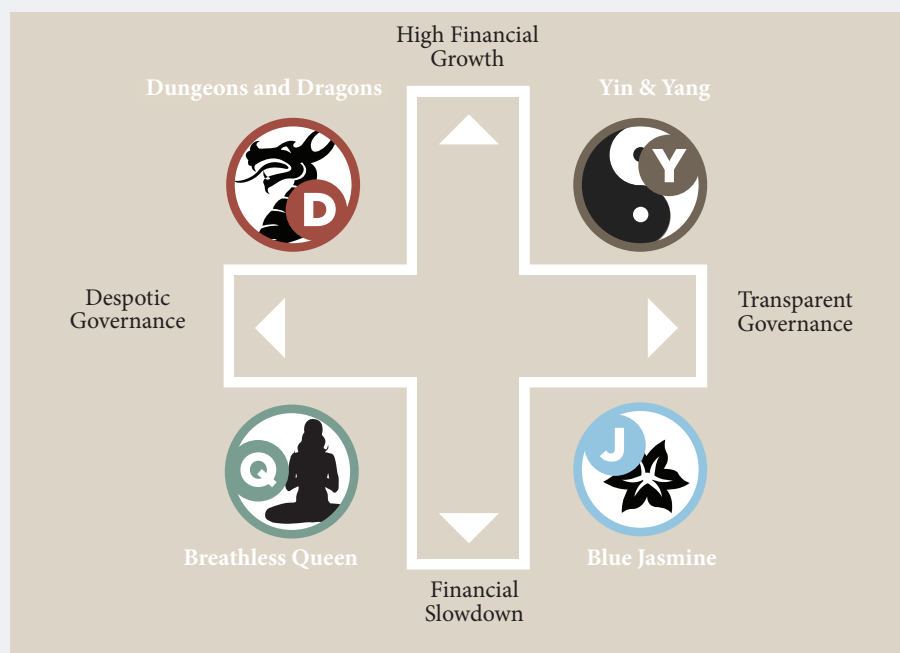 High Financial
Growth
Dungeons and Dragons
Yin & Yang
D
Y
Despotic
Governance
Transparent
Governance
Q
J
Breathless Queen
Blue Jasmine
Financial
Slowdown